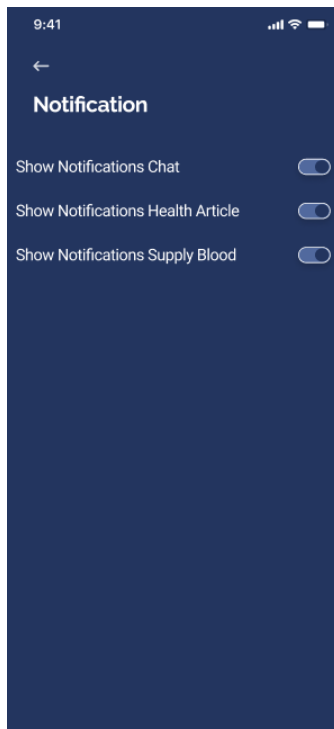 9:41
Notification
Show Notifications Chat
Show Notifications Health Article
Show Notifications Supply Blood